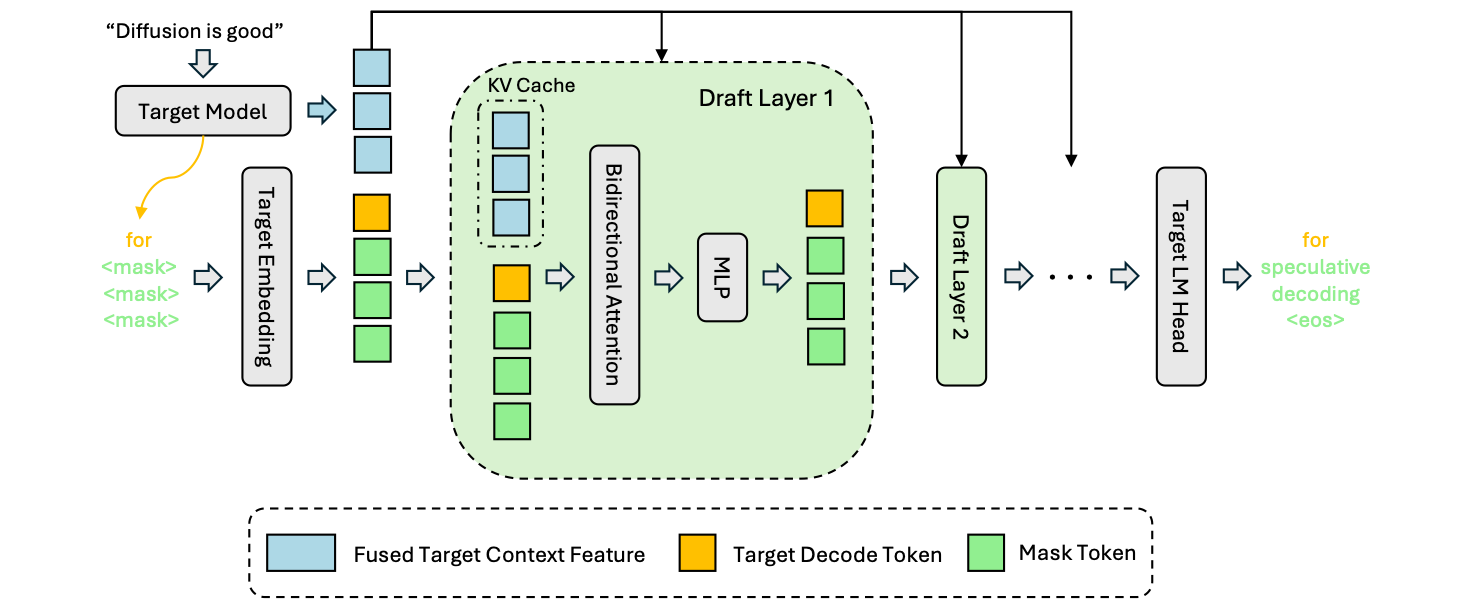 “Diffusion is good”
Target Model
for
<mask>
<mask>
<mask>
Target Embedding
KV Cache
Draft Layer 1
Bidirectional Attention
MLP
Draft Layer 2
. . .
Target LM Head
for
speculative
decoding
<eos>
Fused Target Context Feature
Target Decode Token
Mask Token